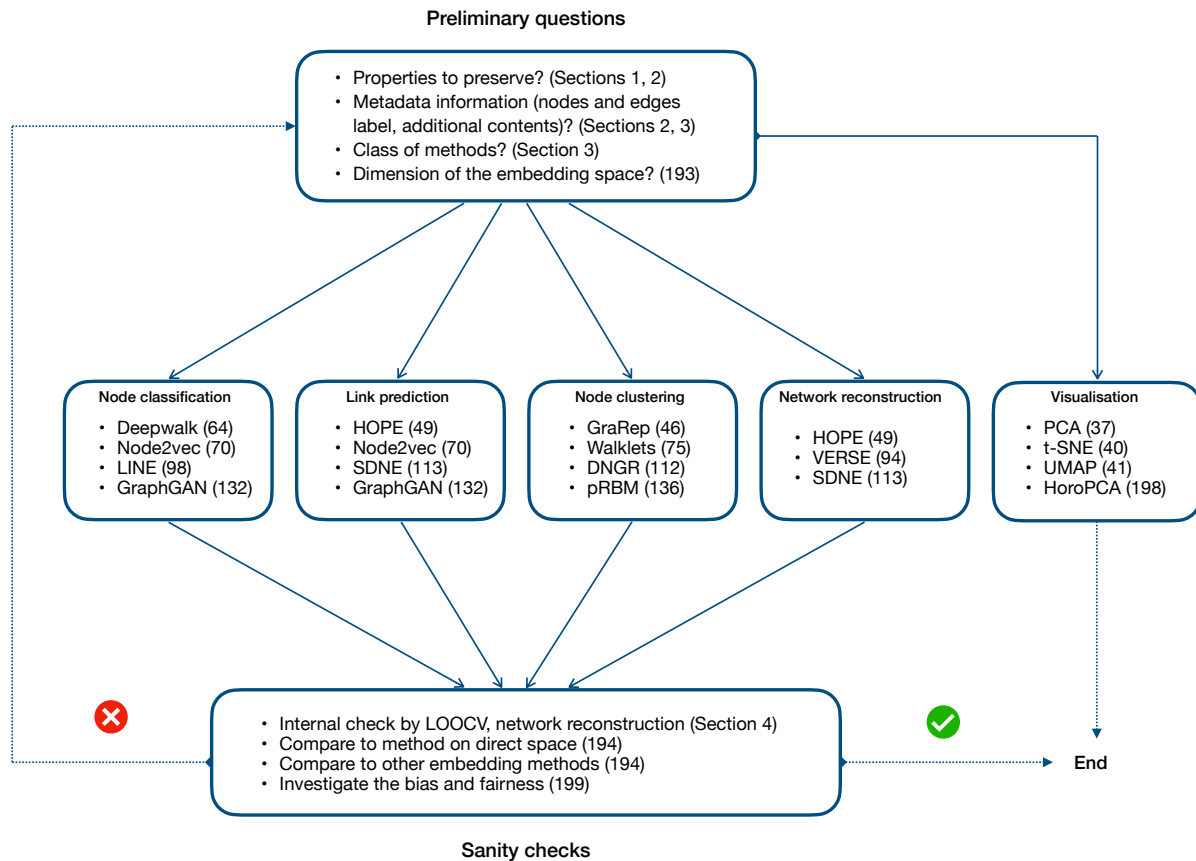 Preliminary questions
• Properties to preserve? (Sections 1, 2)
• Metadata information (nodes and edges
label, additional contents)? (Sections 2, 3)
• Class of methods? (Section 3)
• Dimension of the embedding space? (193)
Node classification
• Deepwalk (64)
• Node2vec (70)
• LINE (98)
• GraphGAN (132)
Link prediction
• HOPE (49)
• Node2vec (70)
• SDNE (113)
• GraphGAN (132)
Node clustering
• GraRep (46)
• Walklets (75)
• DNGR (112)
• pRBM (136)
Network reconstruction
• HOPE (49)
• VERSE (94)
• SDNE (113)
Visualisation
• PCA (37)
• t-SNE (40)
• UMAP (41)
• HoroPCA (198)
• Internal check by LOOCV, network reconstruction (Section 4)
• Compare to method on direct space (194)
• Compare to other embedding methods (194)
• Investigate the bias and fairness (199)
End
Sanity checks